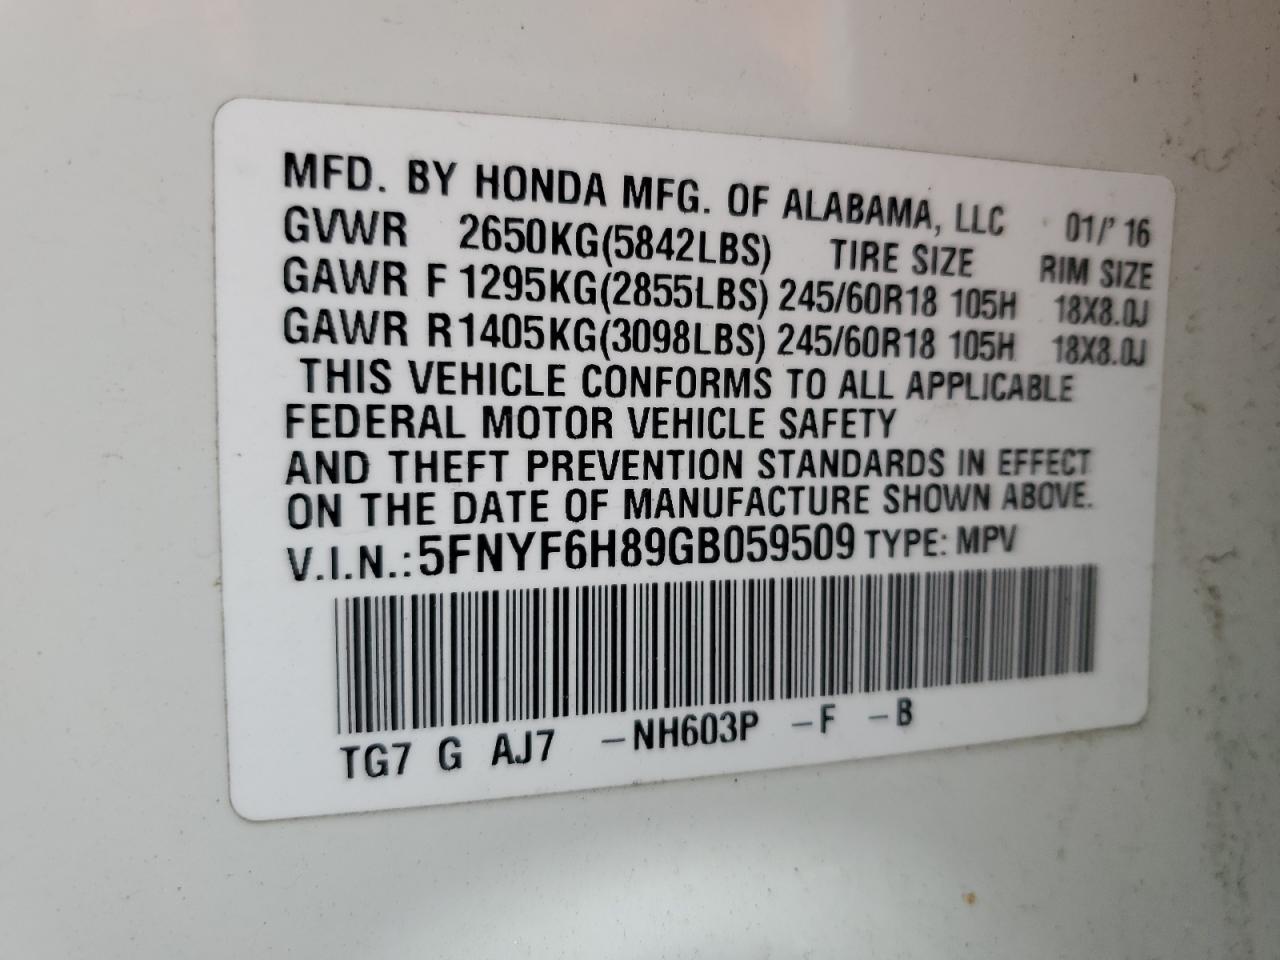 MFD. BY HONDA MFG. OF ALABAMA, LLC 01/'16
GVWR 2650KG(5842LBS) TIRE SIZE RIM SIZE
GAWR F 1295KG(2855LBS) 245/60R18 105H 18X8.0J
GAWR R1405KG(3098LBS) 245/60R18 105H 18X8.0J
THIS VEHICLE CONFORMS TO ALL APPLICABLE
FEDERAL MOTOR VEHICLE SAFETY
AND THEFT PREVENTION STANDARDS IN EFFECT
ON THE DATE OF MANUFACTURE SHOWN ABOVE.
V.I.N.:5FNYF6H89GB059509 TYPE: MPV
TG7 G AJ7 –NH603P –F –B